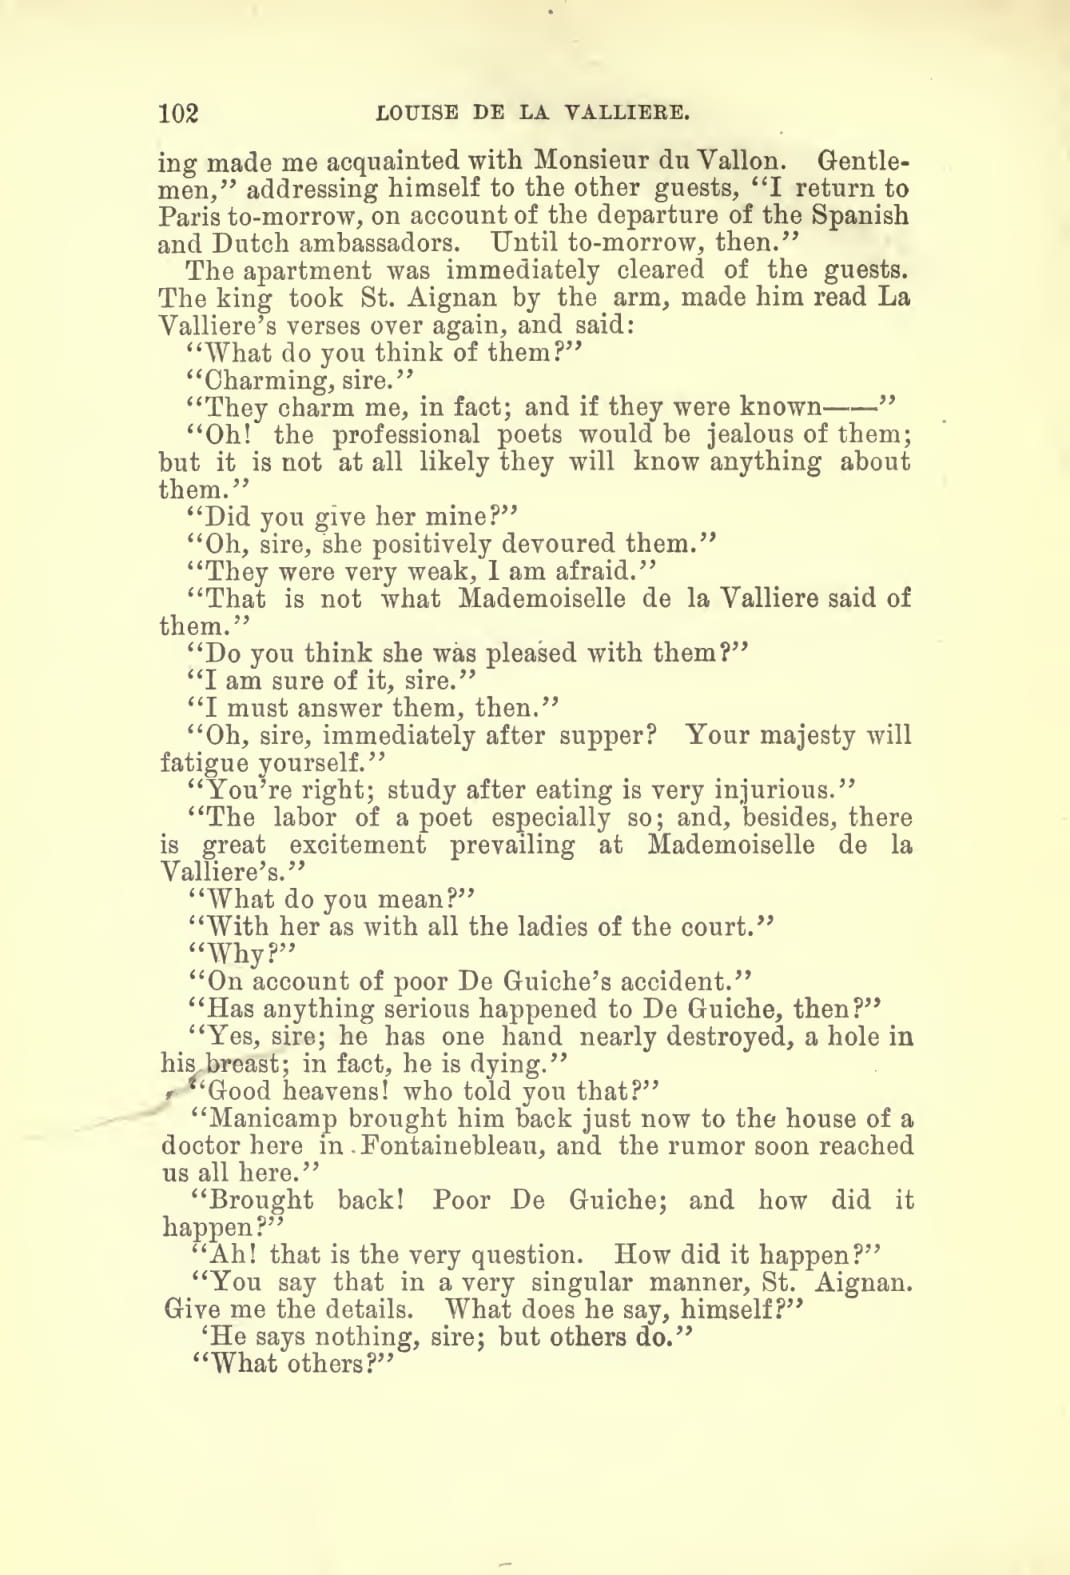 102 LOUISE DE LA VALLIERE.
ing made me acquainted with Monsieur du Vallon. Gentle-
men,” addressing himself to the other guests, “I return to
Paris to-morrow, on account of the departure of the Spanish
and Dutch ambassadors. Until to-morrow, then.”
The apartment was immediately cleared of the guests.
The king took St. Aignan by the arm, made him read La
Valliere’s verses over again, and said:
“What do you think of them?”
“Charming, sire.”
“They charm me, in fact; and if they were known——”
“Oh! the professional poets would be jealous of them;
but it is not at all likely they will know anything about
them.”
“Did you give her mine?”
“Oh, sire, she positively devoured them.”
“They were very weak, I am afraid.”
“That is not what Mademoiselle de la Valliere said of
them.”
“Do you think she was pleased with them?”
“I am sure of it, sire.”
“I must answer them, then.”
“Oh, sire, immediately after supper? Your majesty will
fatigue yourself.”
“You’re right; study after eating is very injurious.”
“The labor of a poet especially so; and, besides, there
is great excitement prevailing at Mademoiselle de la
Valliere’s.”
“What do you mean?”
“With her as with all the ladies of the court.”
“Why?”
“On account of poor De Guiche’s accident.”
“Has anything serious happened to De Guiche, then?”
“Yes, sire; he has one hand nearly destroyed, a hole in
his breast; in fact, he is dying.”
“Good heavens! who told you that?”
“Manicamp brought him back just now to the house of a
doctor here in Fontainebleau, and the rumor soon reached
us all here.”
“Brought back! Poor De Guiche; and how did it
happen?”
“Ah! that is the very question. How did it happen?”
“You say that in a very singular manner, St. Aignan.
Give me the details. What does he say, himself?”
‘He says nothing, sire; but others do.”
“What others?”